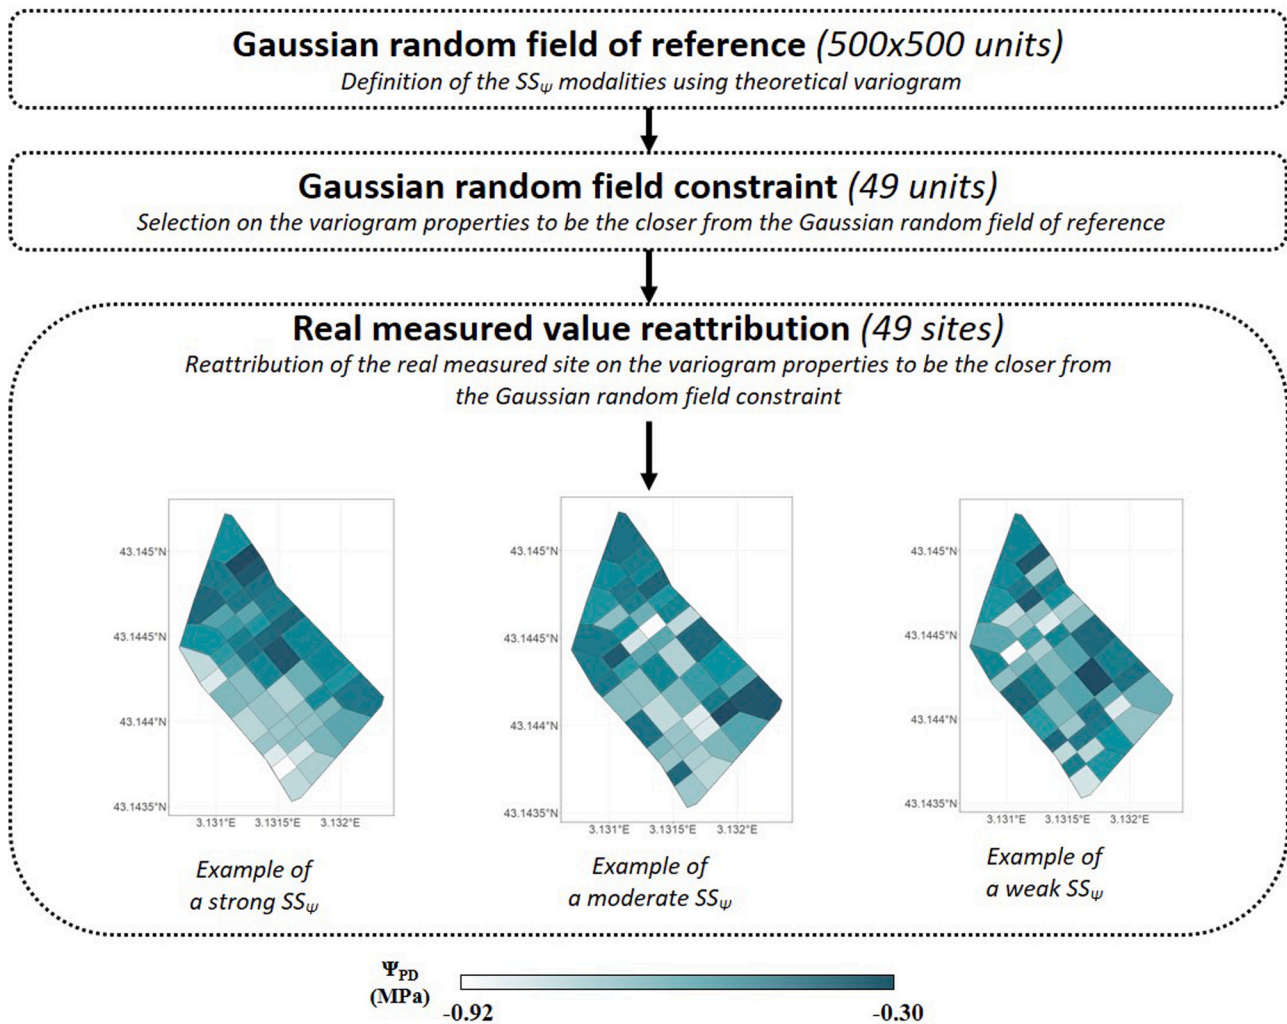 Gaussian random field of reference (500x500 units)
Definition of the SSΨ modalities using theoretical variogram
Gaussian random field constraint (49 units)
Selection on the variogram properties to be the closer from the Gaussian random field of reference
Real measured value reattribution (49 sites)
Reattribution of the real measured site on the variogram properties to be the closer from
the Gaussian random field constraint
43.145°N
43.1445°N
43.144°N
43.1435°N
3.131°E 3.1315°E 3.132°E
Example of
a strong SSΨ
43.145°N
43.1445°N
43.144°N
43.1435°N
3.131°E 3.1315°E 3.132°E
Example of
a moderate SSΨ
43.145°N
43.1445°N
43.144°N
43.1435°N
3.131°E 3.1315°E 3.132°E
Example of
a weak SSΨ
ΨPD
(MPa)
-0.92 -0.30